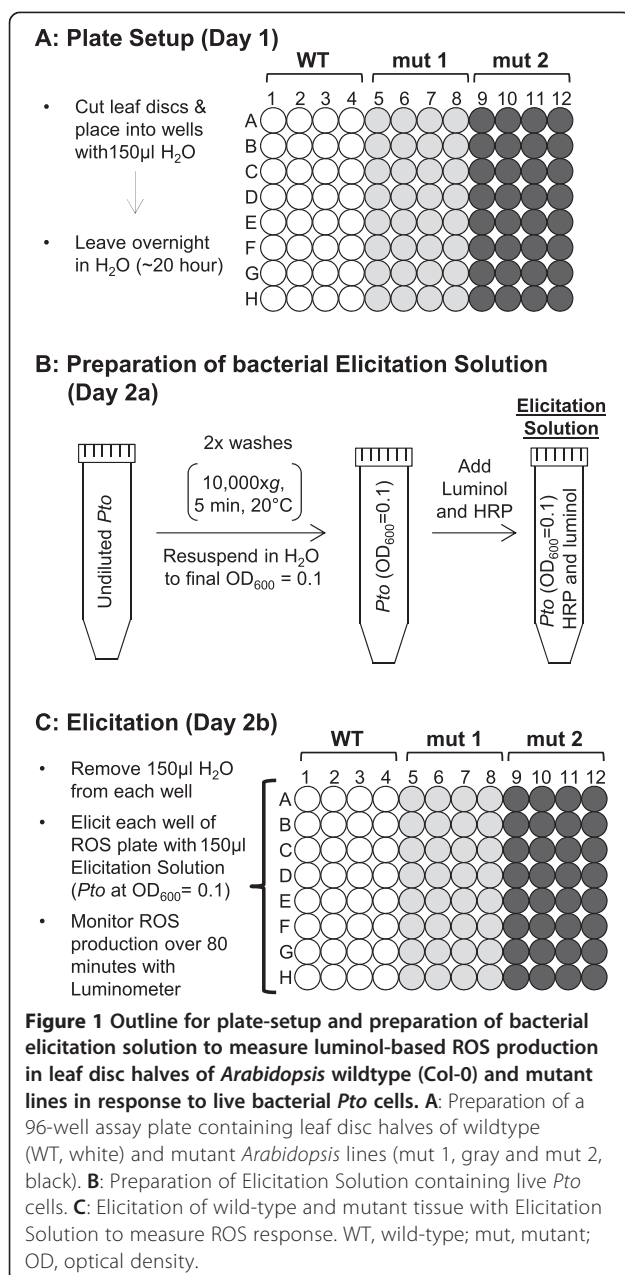 A: Plate Setup (Day 1)
WT mut 1 mut 2
• Cut leaf discs &
place into wells
with150µl H₂O
• Leave overnight
in H₂O (~20 hour)
1 2 3 4 5 6 7 8 9 10 11 12
A
B
C
D
E
F
G
H
B: Preparation of bacterial Elicitation Solution
(Day 2a)
Undiluted Pto
2x washes
10,000xg,
5 min, 20°C
Resuspend in H₂O
to final OD₆₀₀ = 0.1
Pto (OD₆₀₀=0.1)
Add
Luminol
and HRP
Elicitation
Solution
Pto (OD₆₀₀=0.1)
HRP and luminol
C: Elicitation (Day 2b)
WT mut 1 mut 2
• Remove 150µl H₂O
from each well
• Elicit each well of
ROS plate with 150µl
Elicitation Solution
(Pto at OD₆₀₀= 0.1)
• Monitor ROS
production over 80
minutes with
Luminometer
1 2 3 4 5 6 7 8 9 10 11 12
A
B
C
D
E
F
G
H
Figure 1 Outline for plate-setup and preparation of bacterial
elicitation solution to measure luminol-based ROS production
in leaf disc halves of Arabidopsis wildtype (Col-0) and mutant
lines in response to live bacterial Pto cells. A: Preparation of a
96-well assay plate containing leaf disc halves of wildtype
(WT, white) and mutant Arabidopsis lines (mut 1, gray and mut 2,
black). B: Preparation of Elicitation Solution containing live Pto
cells. C: Elicitation of wild-type and mutant tissue with Elicitation
Solution to measure ROS response. WT, wild-type; mut, mutant;
OD, optical density.